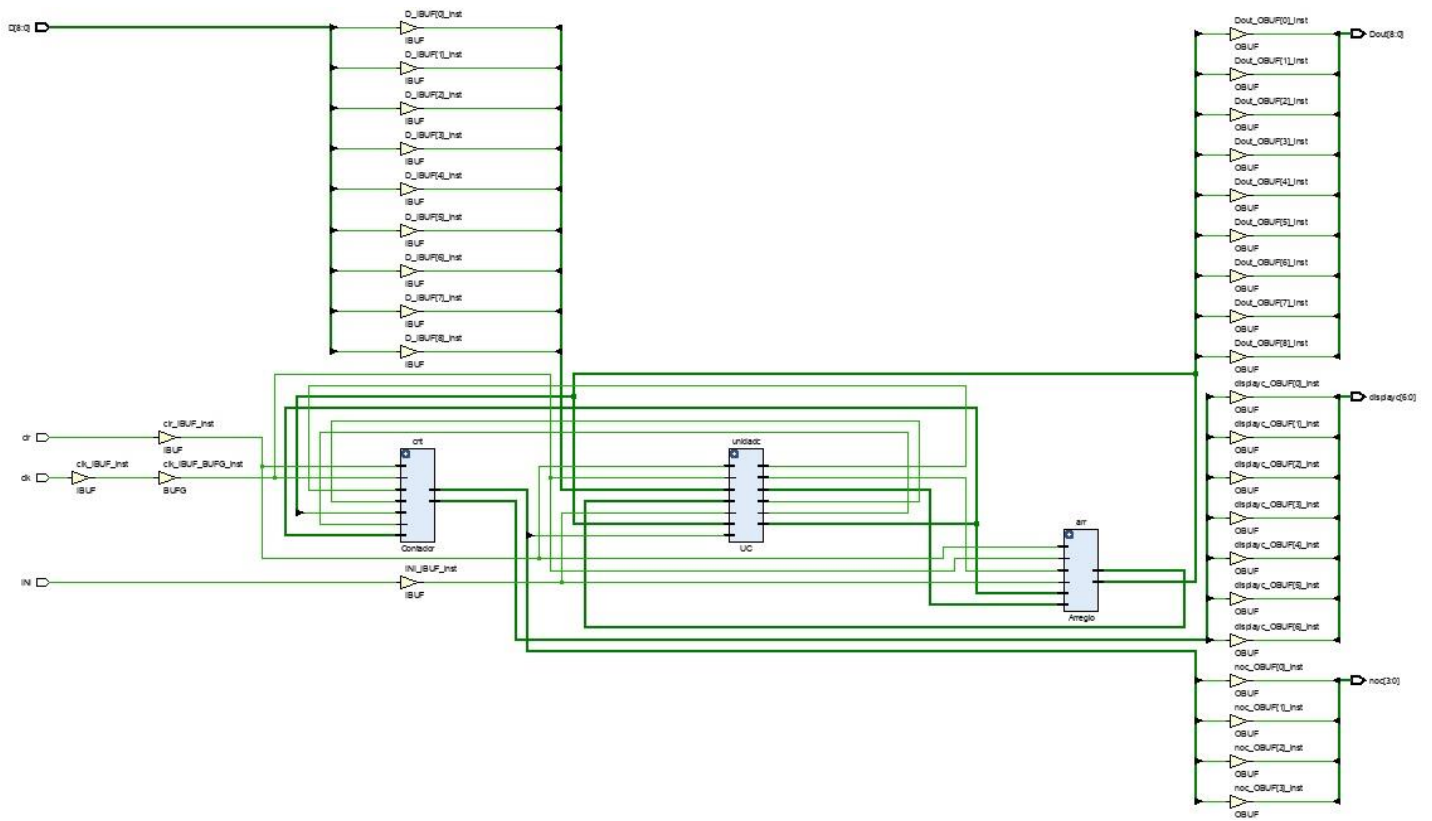 D[8:0]
D_IBUF[0]_inst
IBUF
D_IBUF[1]_inst
IBUF
D_IBUF[2]_inst
IBUF
D_IBUF[3]_inst
IBUF
D_IBUF[4]_inst
IBUF
D_IBUF[5]_inst
IBUF
D_IBUF[6]_inst
IBUF
D_IBUF[7]_inst
IBUF
D_IBUF[8]_inst
IBUF
clr
clr_IBUF_inst
IBUF
clk
clk_IBUF_inst
IBUF
clk_IBUF_BUFG_inst
BUFG
INI
INI_IBUF_inst
IBUF
cnt
Contador
unidadc
UC
arr
Arreglo
Dout_OBUF[0]_inst
OBUF
Dout_OBUF[1]_inst
OBUF
Dout_OBUF[2]_inst
OBUF
Dout_OBUF[3]_inst
OBUF
Dout_OBUF[4]_inst
OBUF
Dout_OBUF[5]_inst
OBUF
Dout_OBUF[6]_inst
OBUF
Dout_OBUF[7]_inst
OBUF
Dout_OBUF[8]_inst
OBUF
Dout[8:0]
displayc_OBUF[0]_inst
OBUF
displayc_OBUF[1]_inst
OBUF
displayc_OBUF[2]_inst
OBUF
displayc_OBUF[3]_inst
OBUF
displayc_OBUF[4]_inst
OBUF
displayc_OBUF[5]_inst
OBUF
displayc_OBUF[6]_inst
OBUF
displayc[6:0]
noc_OBUF[0]_inst
OBUF
noc_OBUF[1]_inst
OBUF
noc_OBUF[2]_inst
OBUF
noc_OBUF[3]_inst
OBUF
noc[3:0]